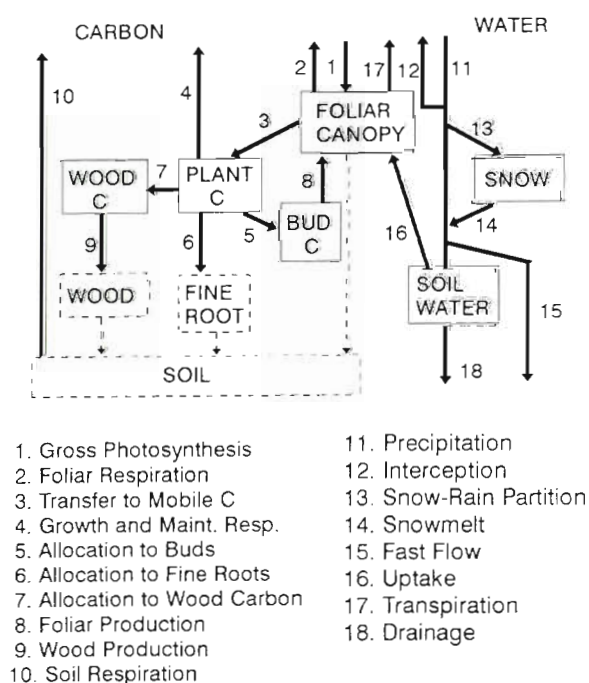 CARBON
WATER
10
4
2
1
17
12
11
3
FOLIAR
CANOPY
13
WOOD
C
7
PLANT
C
8
SNOW
BUD
C
14
9
6
5
16
WOOD
FINE
ROOT
SOIL
WATER
15
SOIL
18
1. Gross Photosynthesis
2. Foliar Respiration
3. Transfer to Mobile C
4. Growth and Maint. Resp.
5. Allocation to Buds
6. Allocation to Fine Roots
7. Allocation to Wood Carbon
8. Foliar Production
9. Wood Production
10. Soil Respiration
11. Precipitation
12. Interception
13. Snow-Rain Partition
14. Snowmelt
15. Fast Flow
16. Uptake
17. Transpiration
18. Drainage